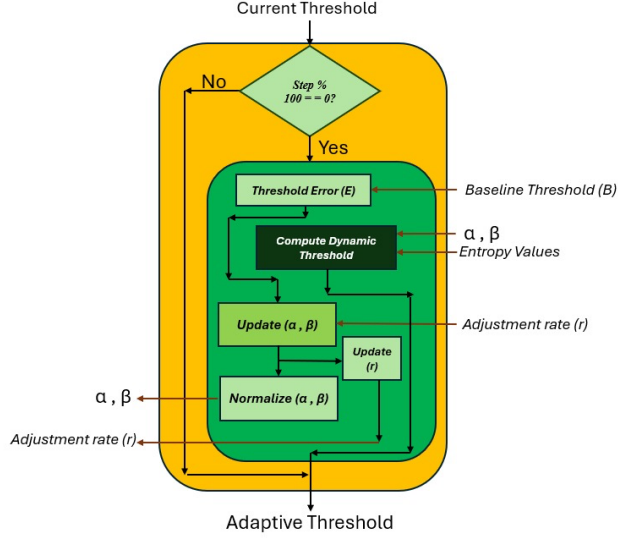 Current Threshold
No
Step %
100 = = 0?
Yes
Threshold Error (E)
Baseline Threshold (B)
Compute Dynamic
Threshold
α , β
Entropy Values
Update (α , β)
Adjustment rate (r)
Update
(r)
Normalize (α , β)
α , β
Adjustment rate (r)
Adaptive Threshold